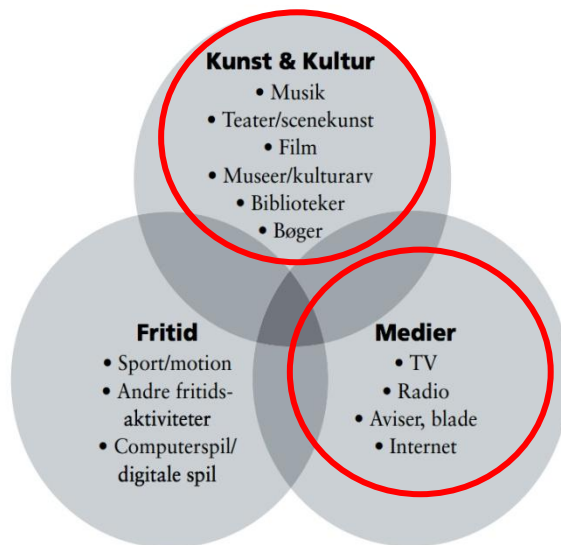 Kunst & Kultur
• Musik
• Teater/scenekunst
• Film
• Museer/kulturarv
• Biblioteker
• Bøger
Fritid
• Sport/motion
• Andre fritids-
aktiviteter
• Computerspil/
digitale spil
Medier
• TV
• Radio
• Aviser, blade
• Internet